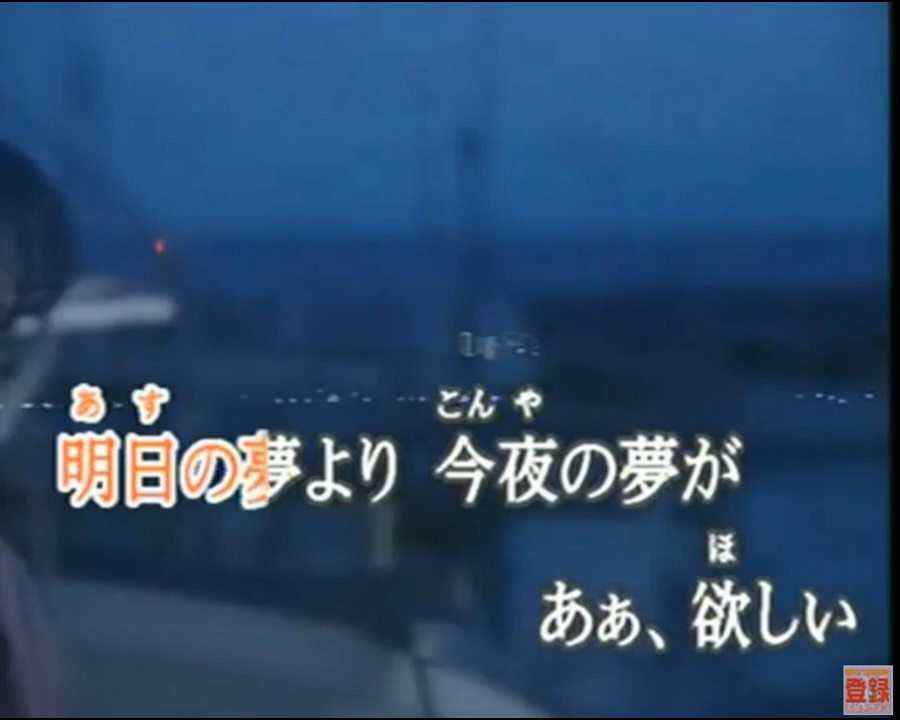 あす
明日の夢より
こんや
今夜の夢が
ほ
あぁ、欲しい
登録